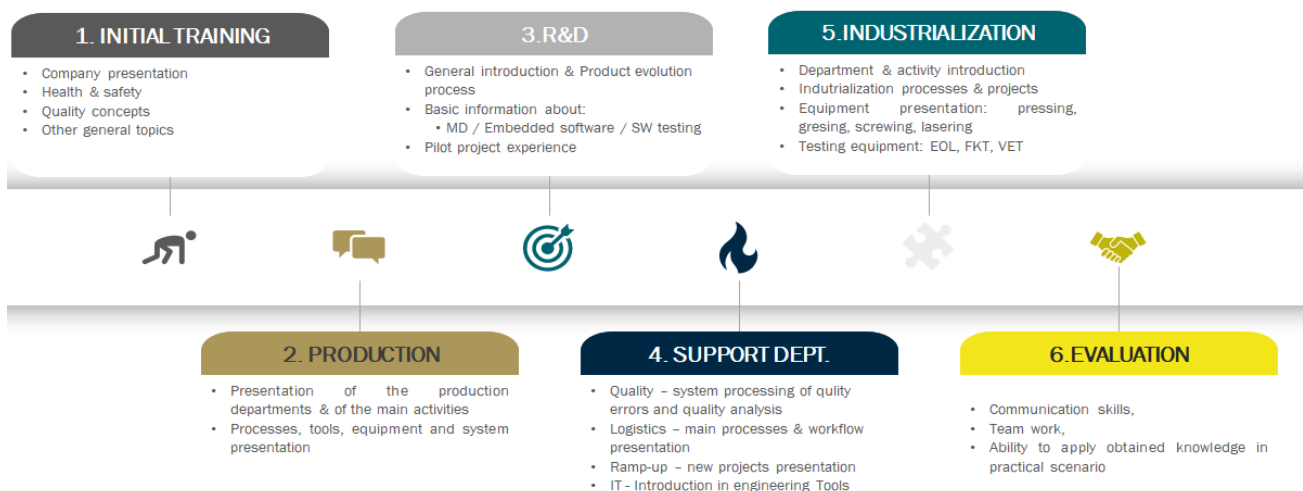 1. INITIAL TRAINING
• Company presentation
• Health & safety
• Quality concepts
• Other general topics
3.R&D
• General introduction & Product evolution
process
• Basic information about:
• MD / Embedded software / SW testing
• Pilot project experience
5.INDUSTRIALIZATION
• Department & activity introduction
• Indutrialization processes & projects
• Equipment presentation: pressing,
gresing, screwing, lasering
• Testing equipment: EOL, FKT, VET
2. PRODUCTION
• Presentation of the production
departments & of the main activities
• Processes, tools, equipment and system
presentation
4. SUPPORT DEPT.
• Quality – system processing of qulity
errors and quality analysis
• Logistics – main processes & workflow
presentation
• Ramp-up – new projects presentation
• IT - Introduction in engineering Tools
6.EVALUATION
• Communication skills,
• Team work,
• Ability to apply obtained knowledge in
practical scenario